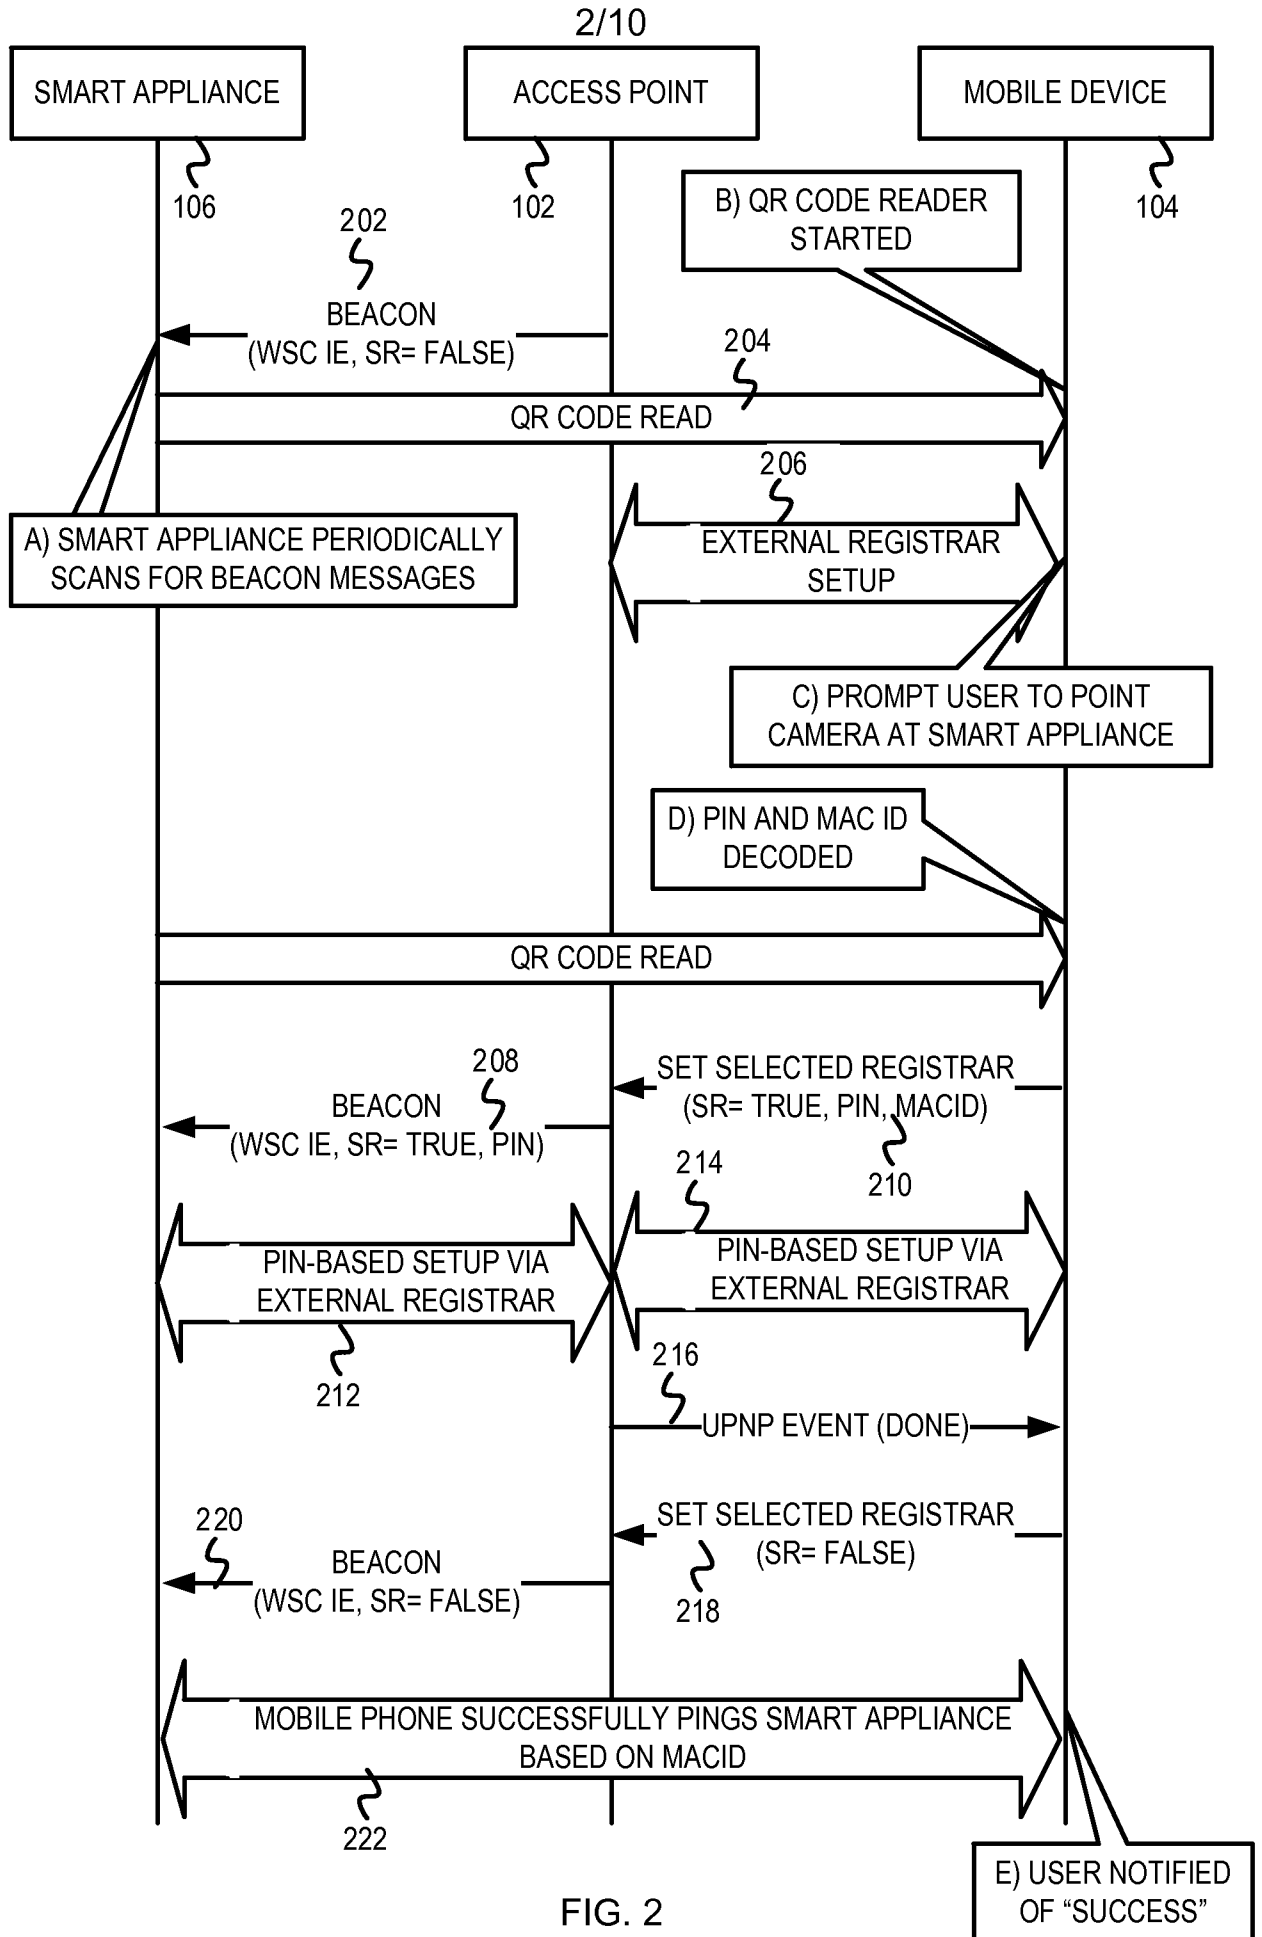 2/10
SMART APPLIANCE
ACCESS POINT
MOBILE DEVICE
106
102
104
B) QR CODE READER
STARTED
202
BEACON
(WSC IE, SR= FALSE)
204
QR CODE READ
206
EXTERNAL REGISTRAR
SETUP
A) SMART APPLIANCE PERIODICALLY
SCANS FOR BEACON MESSAGES
C) PROMPT USER TO POINT
CAMERA AT SMART APPLIANCE
D) PIN AND MAC ID
DECODED
QR CODE READ
208
BEACON
(WSC IE, SR= TRUE, PIN)
SET SELECTED REGISTRAR
(SR= TRUE, PIN, MACID)
210
214
PIN-BASED SETUP VIA
EXTERNAL REGISTRAR
212
PIN-BASED SETUP VIA
EXTERNAL REGISTRAR
216
UPNP EVENT (DONE)
SET SELECTED REGISTRAR
(SR= FALSE)
218
220
BEACON
(WSC IE, SR= FALSE)
MOBILE PHONE SUCCESSFULLY PINGS SMART APPLIANCE
BASED ON MACID
222
E) USER NOTIFIED
OF “SUCCESS”
FIG. 2